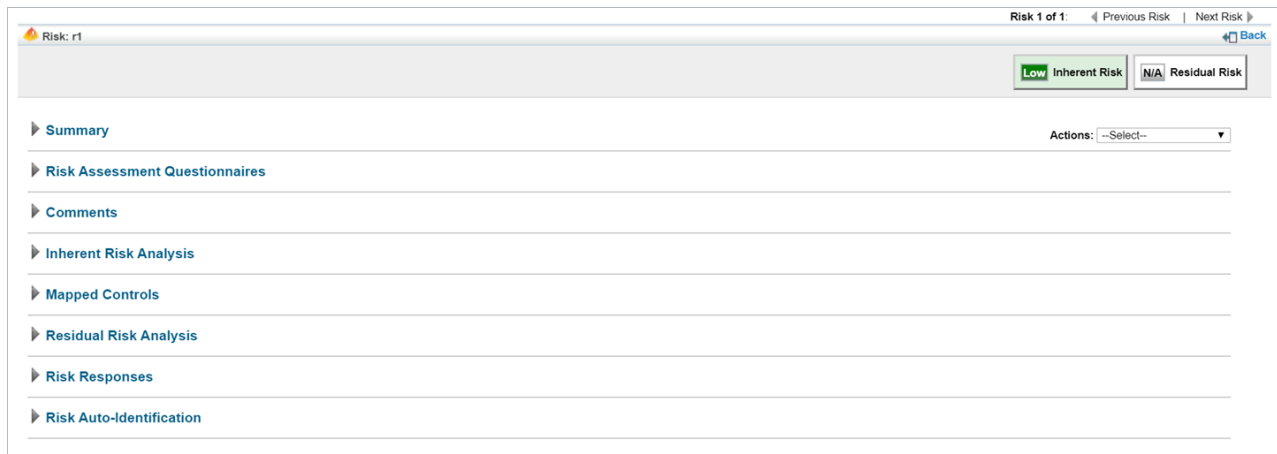 Risk 1 of 1: Previous Risk | Next Risk
Risk: r1 Back
Low Inherent Risk N/A Residual Risk
Summary Actions: --Select--
Risk Assessment Questionnaires
Comments
Inherent Risk Analysis
Mapped Controls
Residual Risk Analysis
Risk Responses
Risk Auto-Identification